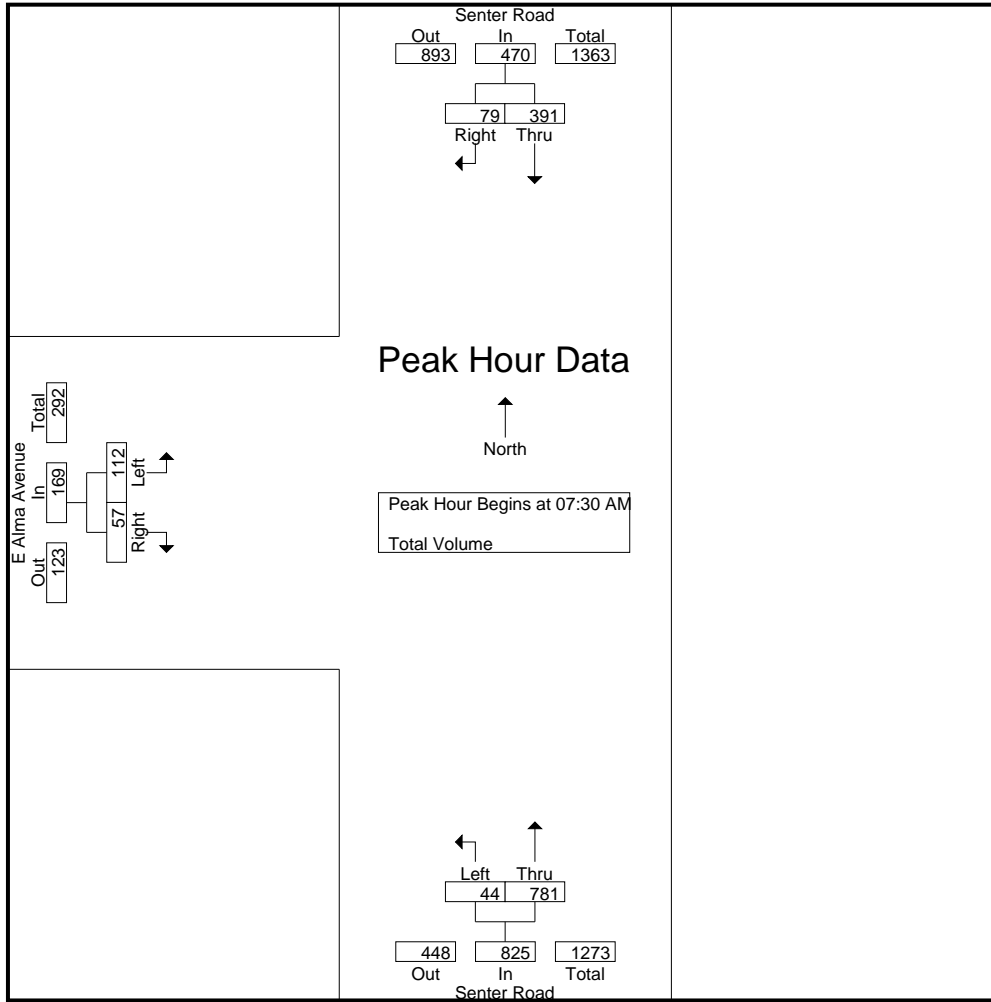 Senter Road
Out In Total
893 470 1363
79 391
Right Thru
Peak Hour Data
North
Peak Hour Begins at 07:30 AM
Total Volume
E Alma Avenue
Out In Total
123 169 292
57 112
Right Left
Left Thru
44 781
448 825 1273
Out In Total
Senter Road